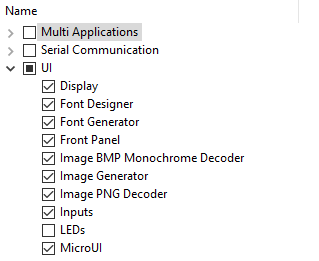 Name
Multi Applications
Serial Communication
UI
Display
Font Designer
Font Generator
Front Panel
Image BMP Monochrome Decoder
Image Generator
Image PNG Decoder
Inputs
LEDs
MicroUI